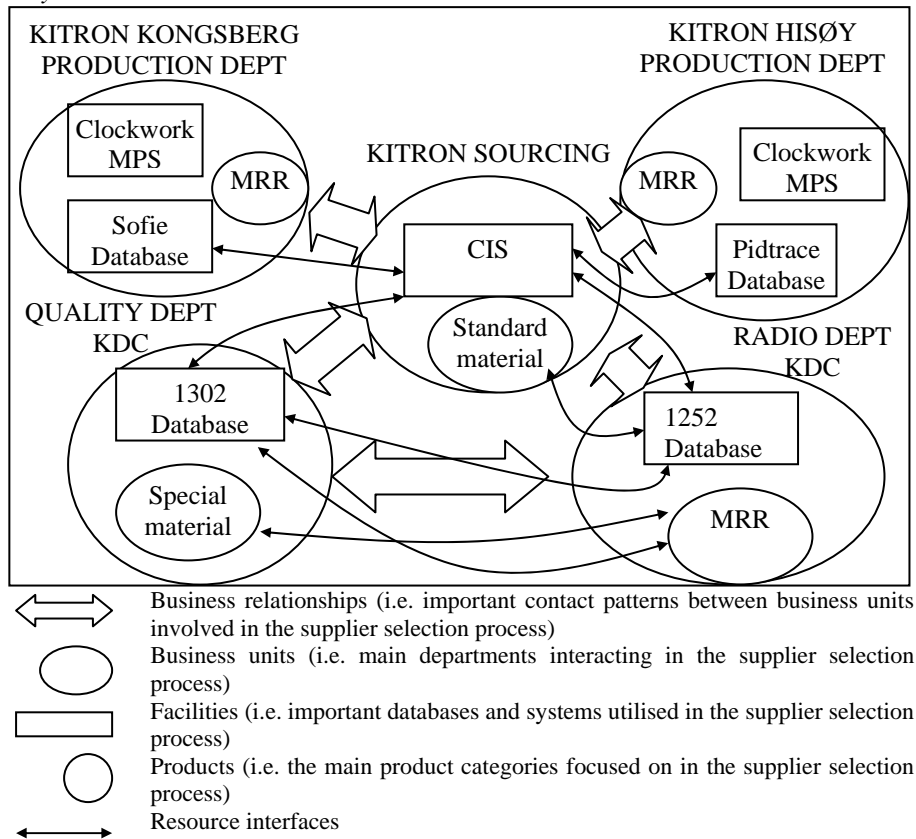 KITRON KONGSBERG
PRODUCTION DEPT
KITRON HISØY
PRODUCTION DEPT
Clockwork
MPS
MRR
Sofie
Database
KITRON SOURCING
CIS
Standard
material
MRR
Clockwork
MPS
Pidtrace
Database
QUALITY DEPT
KDC
1302
Database
Special
material
RADIO DEPT
KDC
1252
Database
MRR
Business relationships (i.e. important contact patterns between business units
involved in the supplier selection process)
Business units (i.e. main departments interacting in the supplier selection
process)
Facilities (i.e. important databases and systems utilised in the supplier selection
process)
Products (i.e. the main product categories focused on in the supplier selection
process)
Resource interfaces